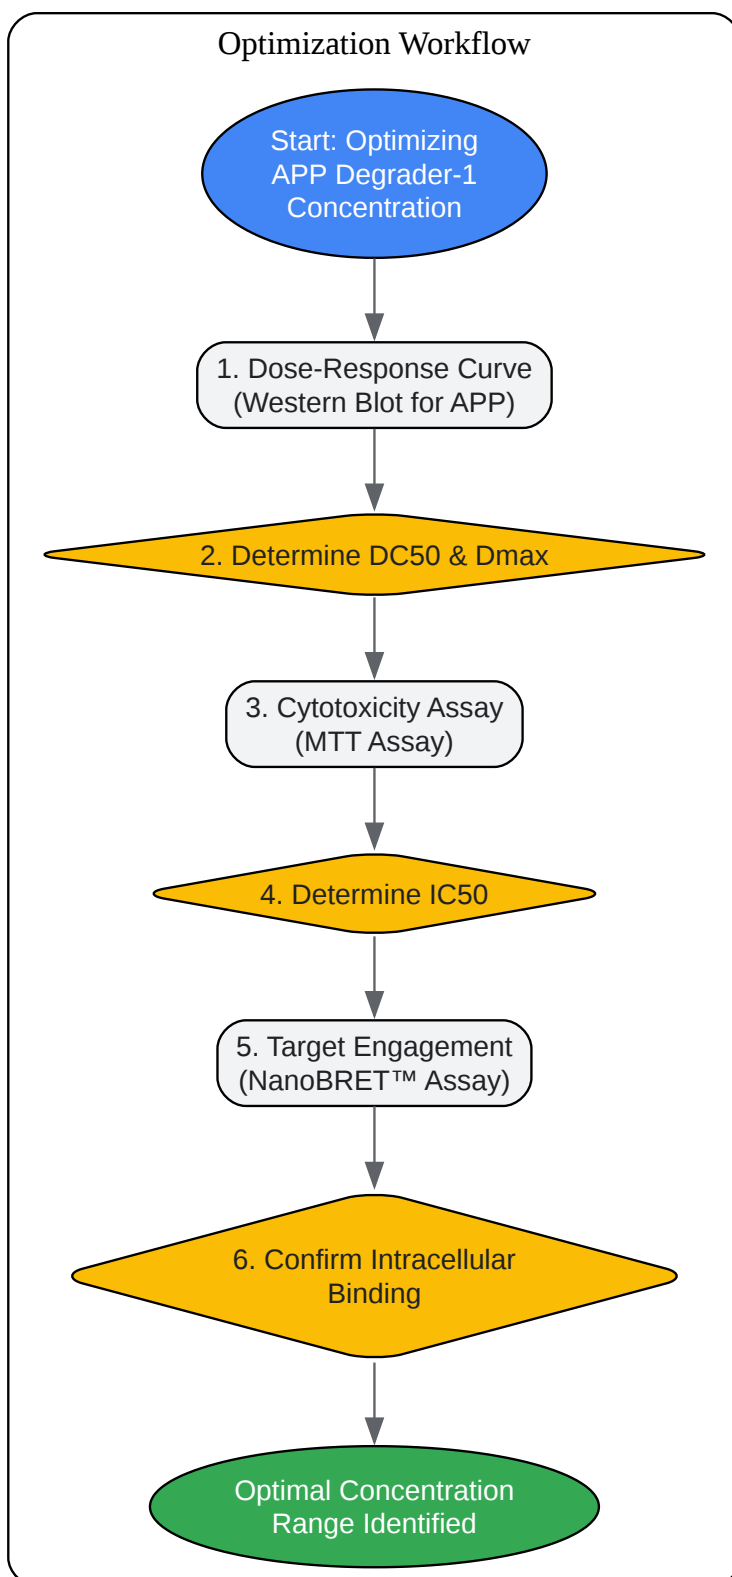 Optimization Workflow
Start: Optimizing
APP Degrader-1
Concentration
1. Dose-Response Curve
(Western Blot for APP)
2. Determine DC50 & Dmax
3. Cytotoxicity Assay
(MTT Assay)
4. Determine IC50
5. Target Engagement
(NanoBRET™ Assay)
6. Confirm Intracellular
Binding
Optimal Concentration
Range Identified